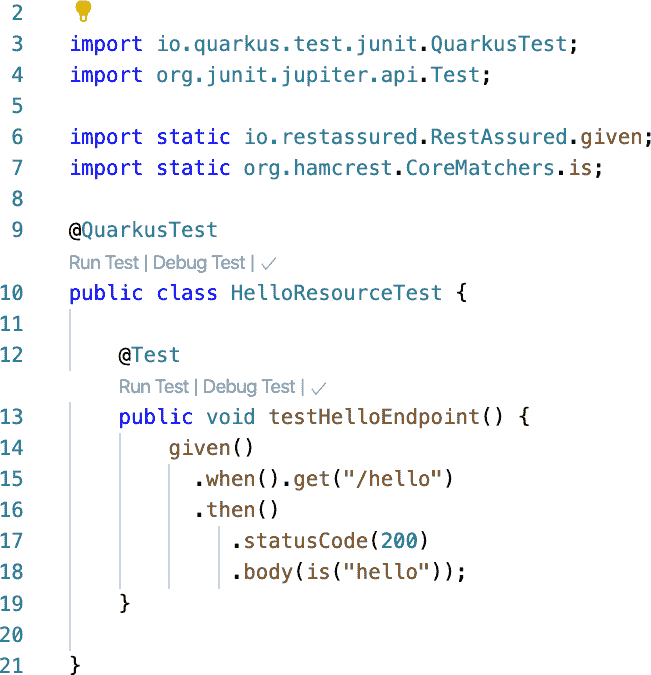 2
3 import io.quarkus.test.junit.QuarkusTest;
4 import org.junit.jupiter.api.Test;
5
6 import static io.restassured.RestAssured.given;
7 import static org.hamcrest.CoreMatchers.is;
8
9 @QuarkusTest
Run Test | Debug Test | ✓
10 public class HelloResourceTest {
11
12 @Test
Run Test | Debug Test | ✓
13 public void testHelloEndpoint() {
14 given()
15 .when().get("/hello")
16 .then()
17 .statusCode(200)
18 .body(is("hello"));
19 }
20
21 }